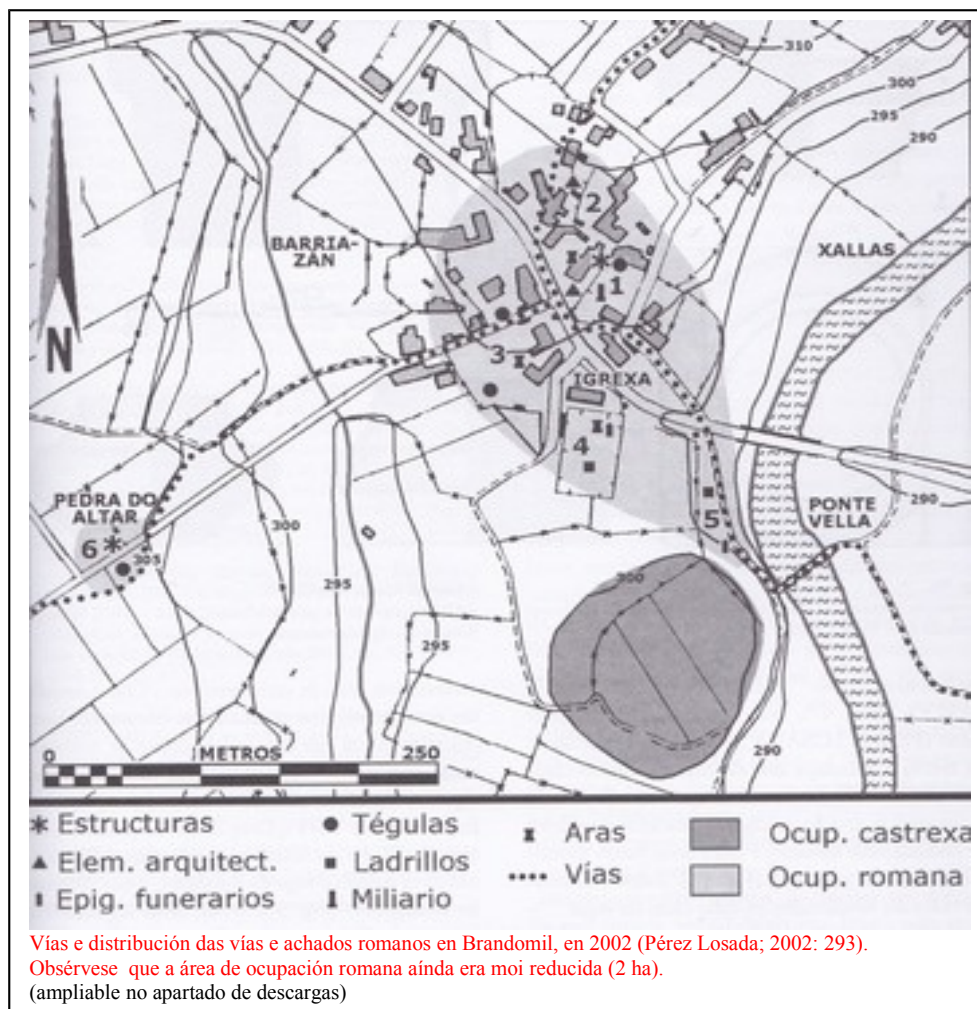 310
300
295
290
2
BARRIA-
ZÁN
XALLAS
1
N
3
IGREXA
4
PEDRA DO
ALTAR
6
305
300
5
PONTE
VELLA
290
295
300
295
0 METROS 250
290
Estructuras
Tégulas
Aras
Ocup. castrexa
Elem. arquitect.
Ladrillos
Vías
Ocup. romana
Epig. funerarios
Miliario
Vías e distribución das vías e achados romanos en Brandomil, en 2002 (Pérez Losada; 2002: 293).
Obsérvese que a área de ocupación romana aínda era moi reducida (2 ha).
(ampliable no apartado de descargas)